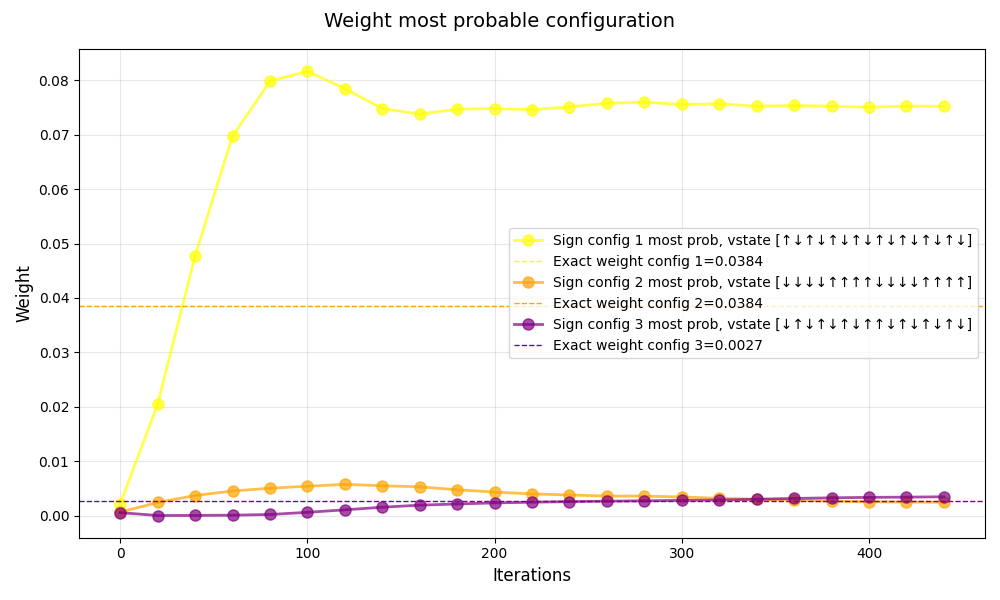 Weight most probable configuration
Weight
0.08
0.07
0.06
0.05
0.04
0.03
0.02
0.01
0.00
Sign config 1 most prob, vstate [↑↓↑↓↑↓↑↓↑↓↑↓↑↓↑↓]
Exact weight config 1=0.0384
Sign config 2 most prob, vstate [↓↓↓↓↑↑↑↑↓↓↓↓↑↑↑↑]
Exact weight config 2=0.0384
Sign config 3 most prob, vstate [↓↑↓↑↓↑↓↑↑↓↑↓↑↓↑↓]
Exact weight config 3=0.0027
0 100 200 300 400
Iterations